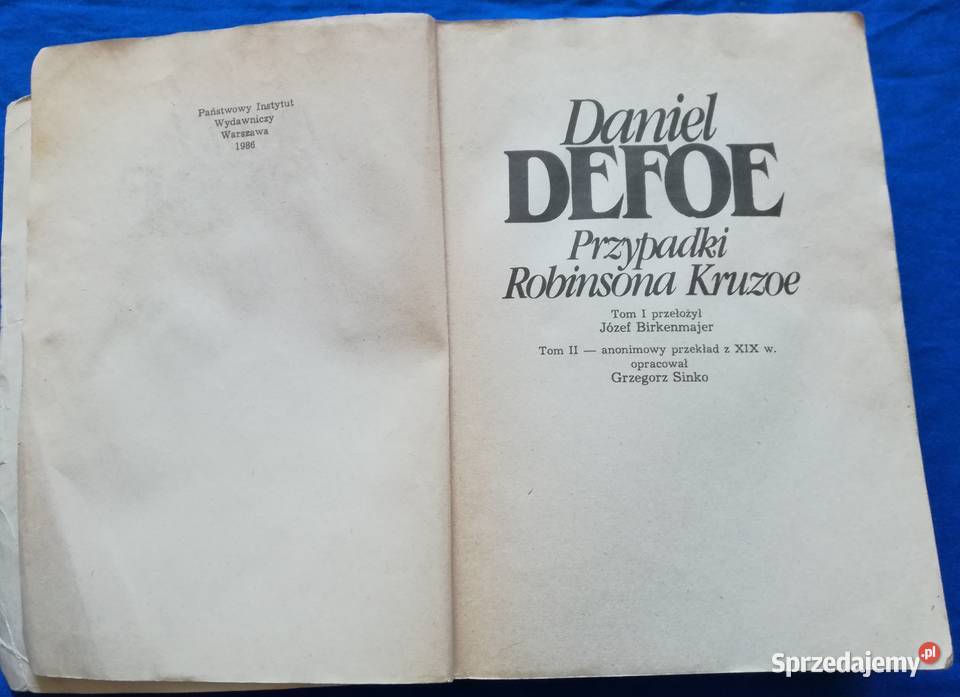 Państwowy Instytut
Wydawniczy
Warszawa
1986
Daniel
DEFOE
Przypadki
Robinsona Kruzoe
Tom I przełożył
Józef Birkenmajer
Tom II — anonimowy przekład z XIX w.
opracował
Grzegorz Sinko
Sprzedajemy.pl